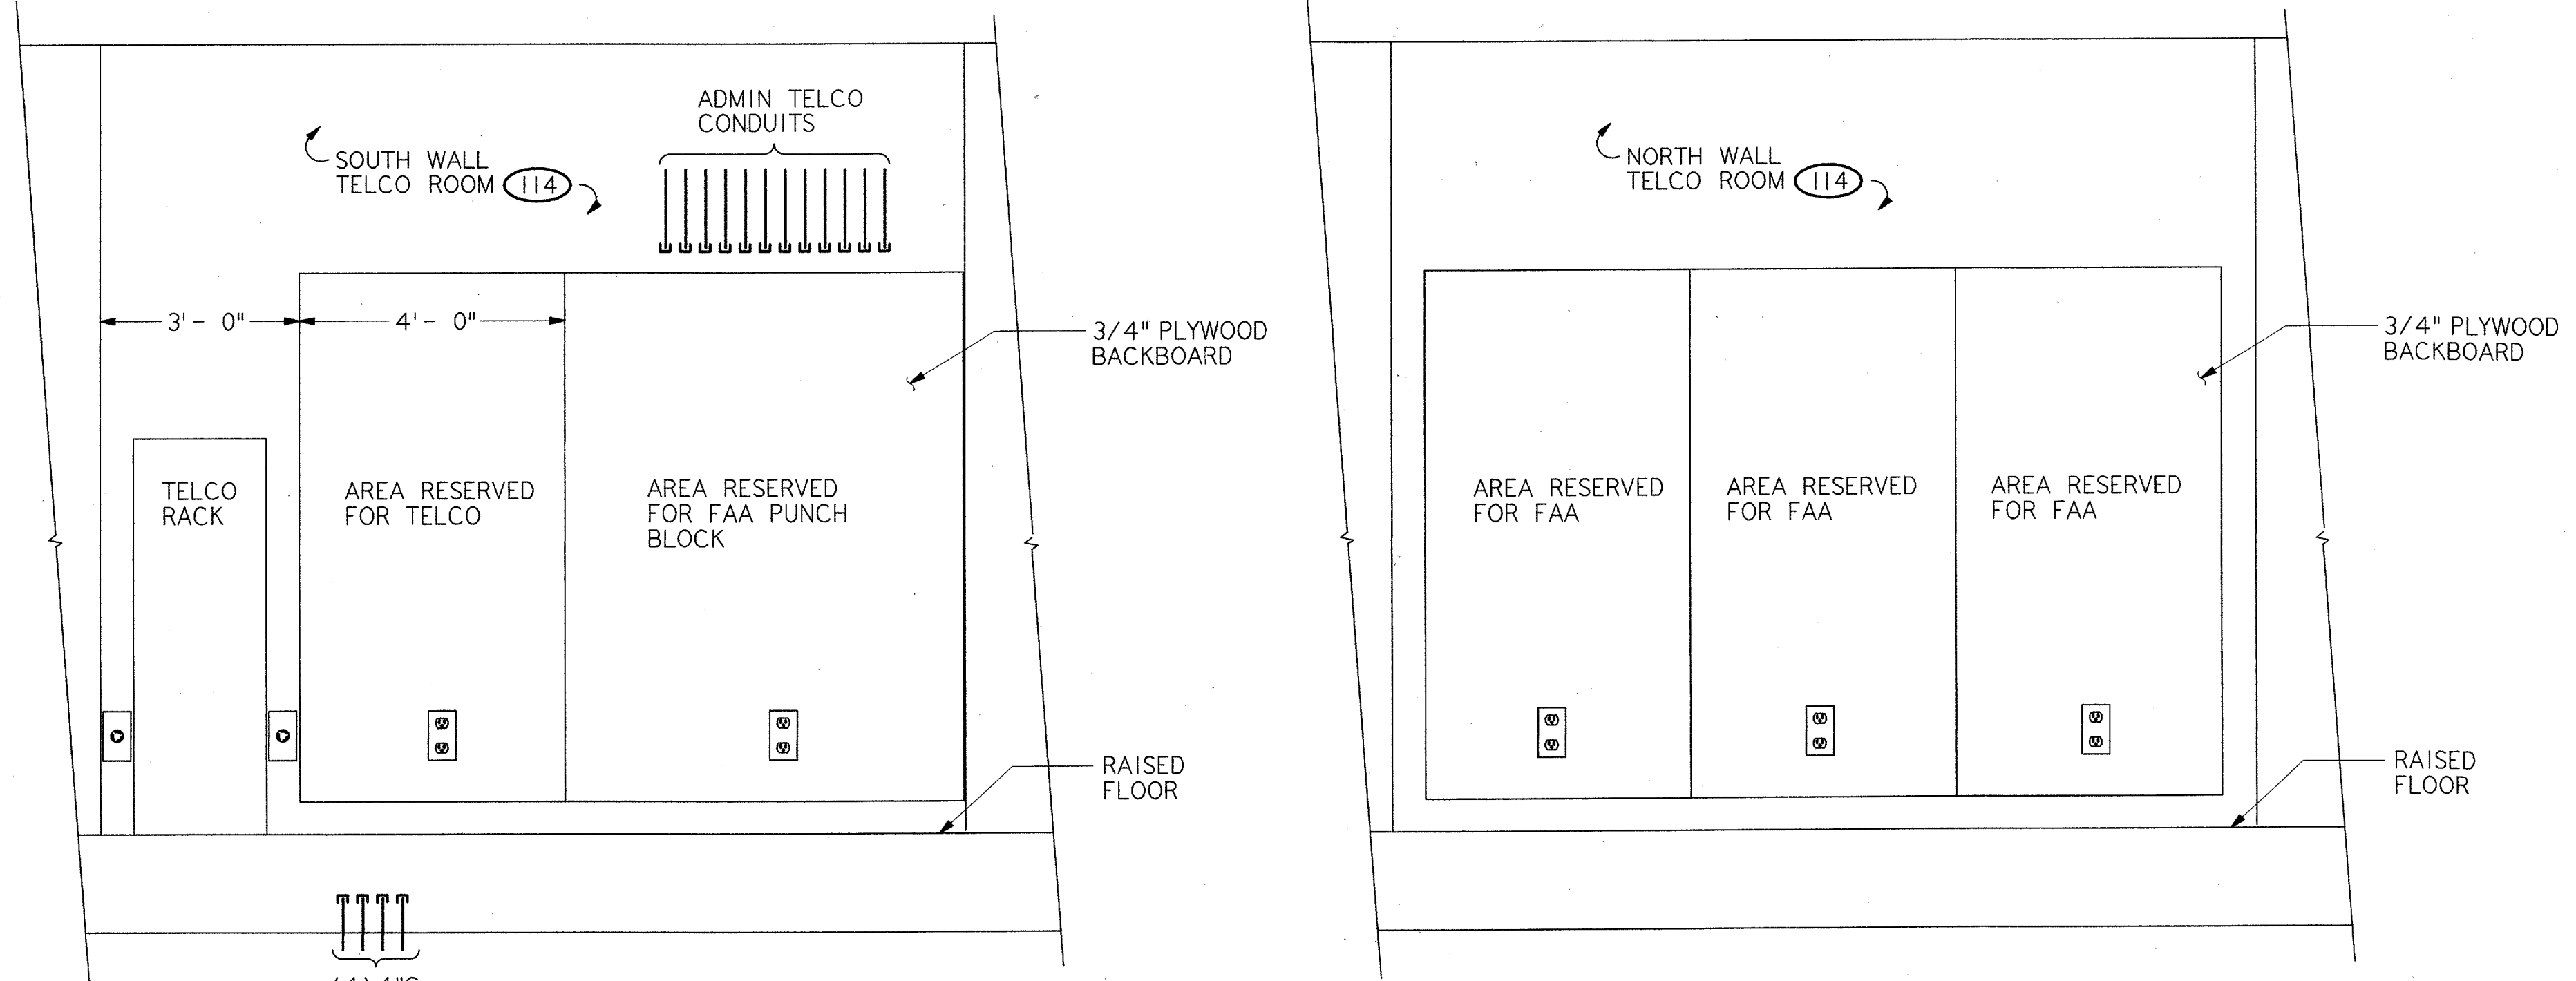 ADMIN TELCO
CONDUITS
SOUTH WALL
TELCO ROOM 114
3'- 0"
4'- 0"
3/4" PLYWOOD
BACKBOARD
TELCO
RACK
AREA RESERVED
FOR TELCO
AREA RESERVED
FOR FAA PUNCH
BLOCK
RAISED
FLOOR
(4) 4"C
NORTH WALL
TELCO ROOM 114
3/4" PLYWOOD
BACKBOARD
AREA RESERVED
FOR FAA
AREA RESERVED
FOR FAA
AREA RESERVED
FOR FAA
RAISED
FLOOR